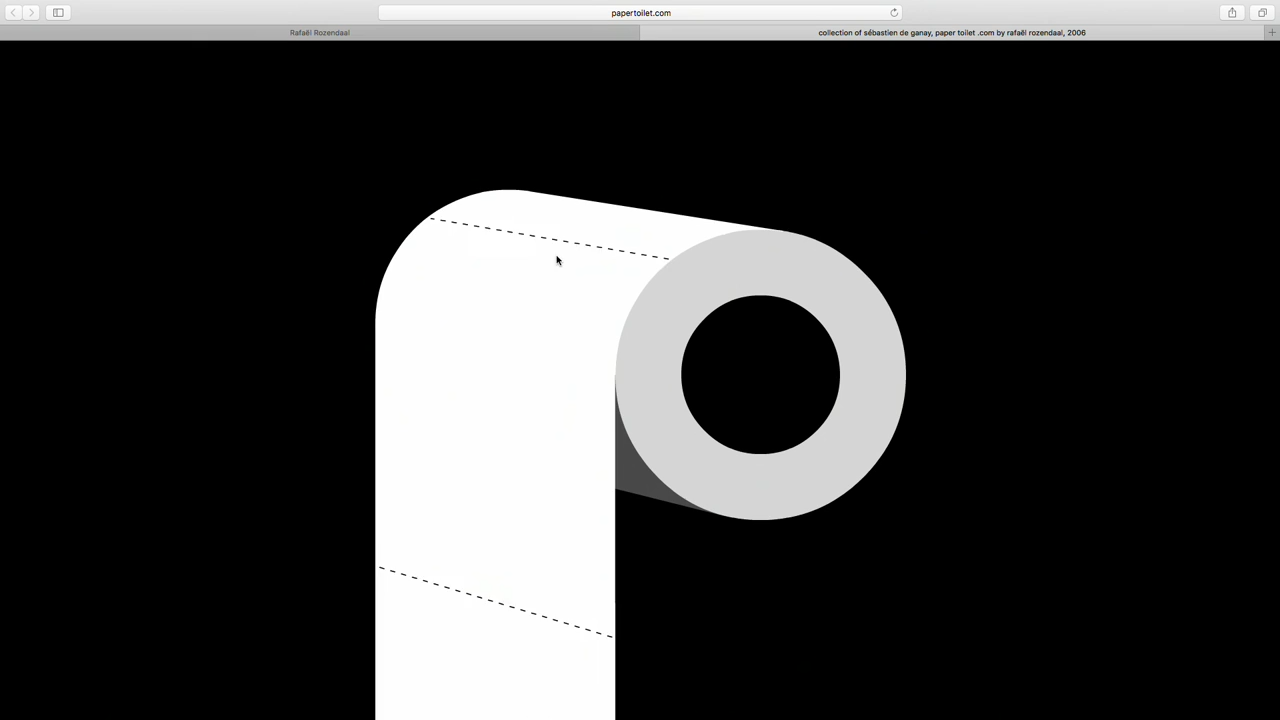 papertoilet.com
Rafaël Rozendaal
collection of sébastien de ganay, paper toilet .com by rafaël rozendaal, 2006